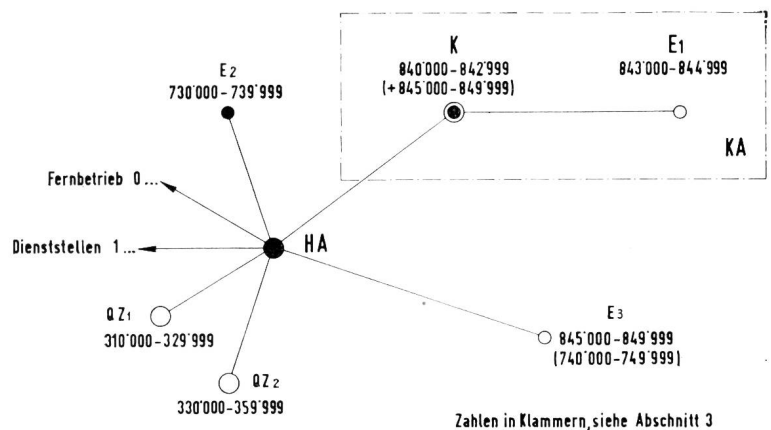 K
840'000-842'999
(+845'000-849'999)
E1
843'000-844'999
KA
E2
730'000-739'999
Fernbetrieb 0...
Dienststellen 1...
HA
QZ1
310'000-329'999
QZ2
330'000-359'999
E3
845'000-849'999
(740'000-749'999)
Zahlen in Klammern, siehe Abschnitt 3